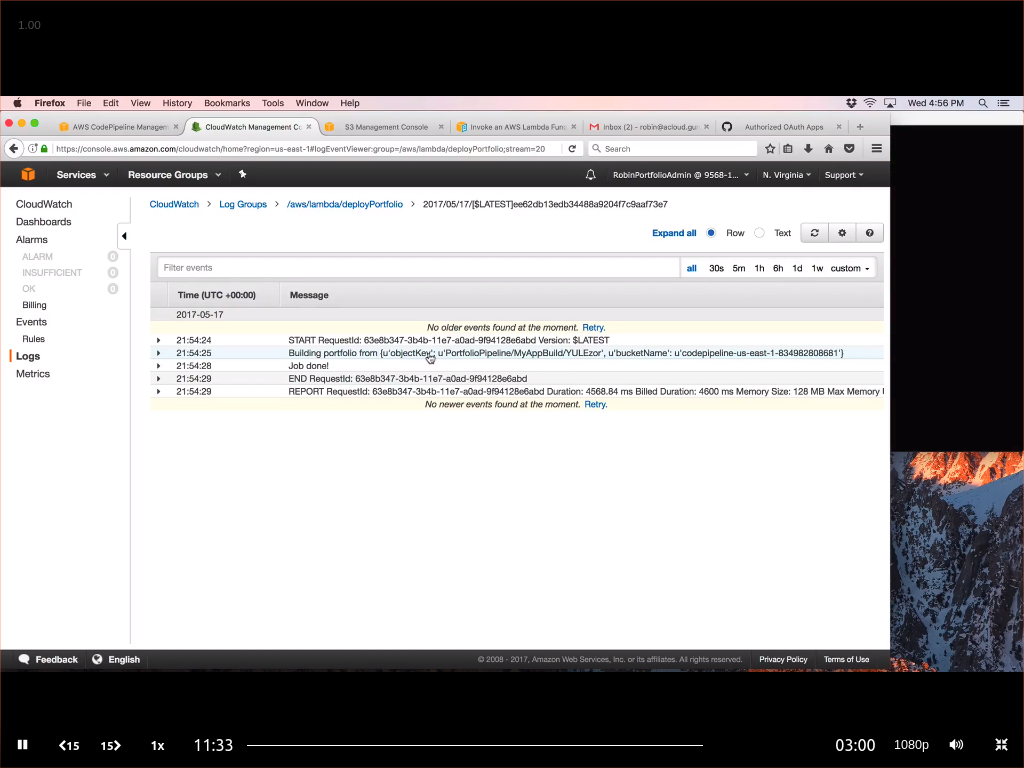 1.00
Firefox File Edit View History Bookmarks Tools Window Help Wed 4:56 PM
AWS CodePipeline Managem CloudWatch Management Co S3 Management Console Invoke an AWS Lambda Func Inbox (2) - robin@acloud.gu Authorized OAuth Apps
https://console.aws.amazon.com/cloudwatch/home?region=us-east-1#logEventViewer:group=/aws/lambda/deployPortfolio;stream=20 Search
Services Resource Groups RobinPortfolioAdmin @ 9568-1... N. Virginia Support
CloudWatch
Dashboards
Alarms
ALARM 0
INSUFFICIENT 0
OK 0
Billing
Events
Rules
Logs
Metrics
CloudWatch > Log Groups > /aws/lambda/deployPortfolio > 2017/05/17/[$LATEST]ee62db13edb34488a9204f7c9aaf73e7
Expand all Row Text
Filter events all 30s 5m 1h 6h 1d 1w custom
Time (UTC +00:00) Message
2017-05-17
No older events found at the moment. Retry.
21:54:24 START RequestId: 63e8b347-3b4b-11e7-a0ad-9f94128e6abd Version: $LATEST
21:54:25 Building portfolio from {u'objectKey': u'PortfolioPipeline/MyAppBuild/YULEzor', u'bucketName': u'codepipeline-us-east-1-834982808681'}
21:54:28 Job done!
21:54:29 END RequestId: 63e8b347-3b4b-11e7-a0ad-9f94128e6abd
21:54:29 REPORT RequestId: 63e8b347-3b4b-11e7-a0ad-9f94128e6abd Duration: 4568.84 ms Billed Duration: 4600 ms Memory Size: 128 MB Max Memory
No newer events found at the moment. Retry.
Feedback English © 2008 - 2017, Amazon Web Services, Inc. or its affiliates. All rights reserved. Privacy Policy Terms of Use
15 15 1x 11:33 03:00 1080p